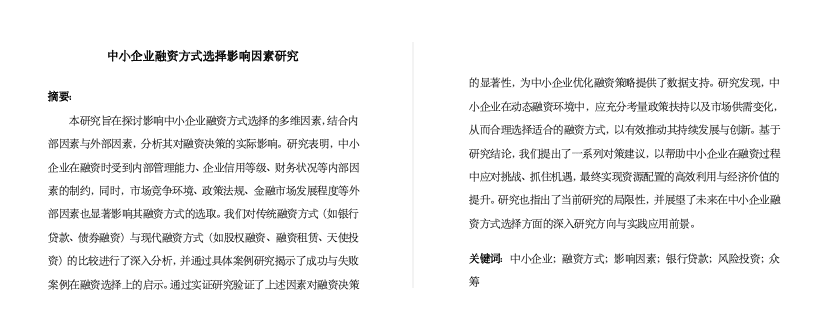 中小企业融资方式选择影响因素研究
摘要:
本研究旨在探讨影响中小企业融资方式选择的多维因素，结合内
部因素与外部因素，分析其对融资决策的实际影响。研究表明，中小
企业在融资时受到内部管理能力、企业信用等级、财务状况等内部因
素的制约，同时，市场竞争环境、政策法规、金融市场发展程度等外
部因素也显著影响其融资方式的选取。我们对传统融资方式（如银行
贷款、债券融资）与现代融资方式（如股权融资、融资租赁、天使投
资）的比较进行了深入分析，并通过具体案例研究揭示了成功与失败
案例在融资选择上的启示。通过实证研究验证了上述因素对融资决策
的显著性，为中小企业优化融资策略提供了数据支持。研究发现，中
小企业在动态融资环境中，应充分考量政策扶持以及市场供需变化，
从而合理选择适合的融资方式，以有效推动其持续发展与创新。基于
研究结论，我们提出了一系列对策建议，以帮助中小企业在融资过程
中应对挑战、抓住机遇，最终实现资源配置的高效利用与经济价值的
提升。研究也指出了当前研究的局限性，并展望了未来在中小企业融
资方式选择方面的深入研究方向与实践应用前景。
关键词：中小企业；融资方式；影响因素；银行贷款；风险投资；众
筹